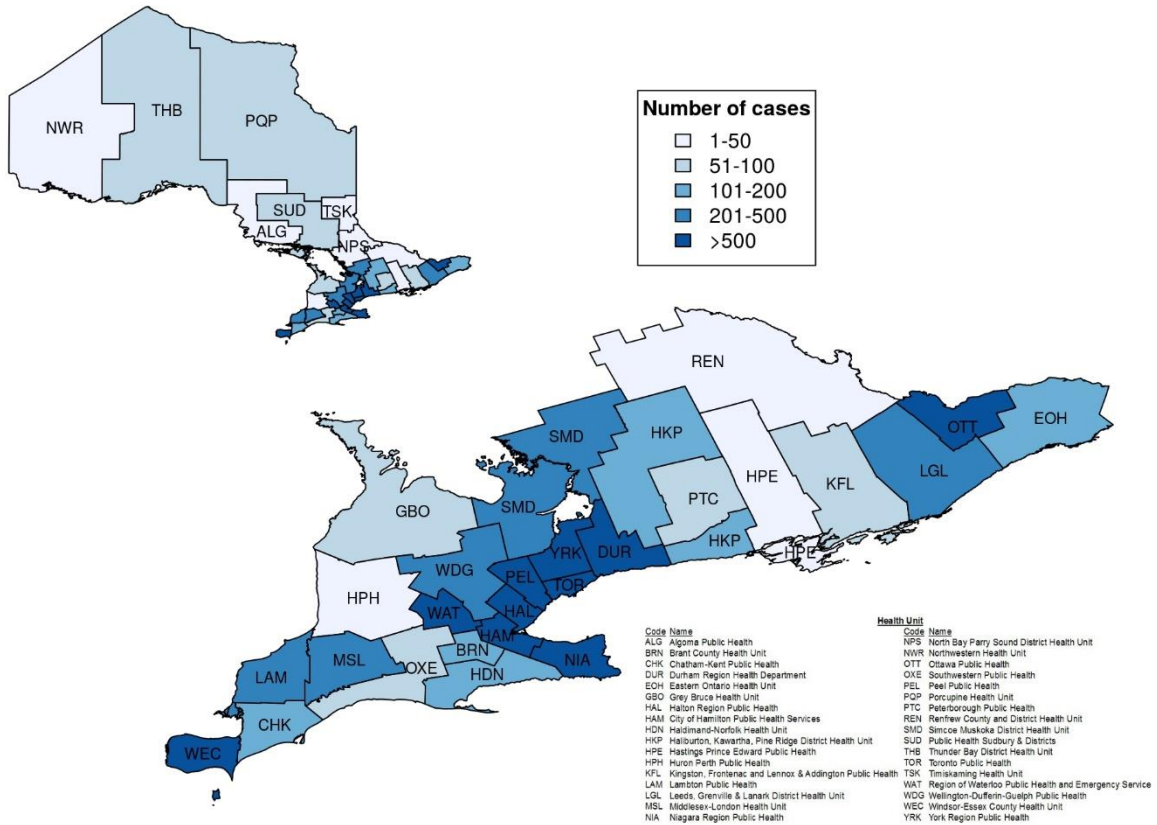 Number of cases
1-50
51-100
101-200
201-500
>500
NWR
THB
PQP
SUD
TSK
ALG
NPS
REN
SMD
HKP
OTT
EOH
LGL
HPE
KFL
PTC
GBO
SMD
HKP
HPE
YRK
DUR
WDG
PEL
TOR
HPH
WAT
HAL
HAM
BRN
NIA
MSL
OXE
HDN
LAM
CHK
WEC
Health Unit
Code Name
ALG Algoma Public Health
BRN Brant County Health Unit
CHK Chatham-Kent Public Health
DUR Durham Region Health Department
EOH Eastern Ontario Health Unit
GBO Grey Bruce Health Unit
HAL Halton Region Public Health
HAM City of Hamilton Public Health Services
HDN Haldimand-Norfolk Health Unit
HKP Haliburton, Kawartha, Pine Ridge District Health Unit
HPE Hastings Prince Edward Public Health
HPH Huron Perth Public Health
KFL Kingston, Frontenac and Lennox & Addington Public Health
LAM Lambton Public Health
LGL Leeds, Grenville & Lanark District Health Unit
MSL Middlesex-London Health Unit
NIA Niagara Region Public Health
Code Name
NPS North Bay Parry Sound District Health Unit
NWR Northwestern Health Unit
OTT Ottawa Public Health
OXE Southwestern Public Health
PEL Peel Public Health
PQP Porcupine Health Unit
PTC Peterborough Public Health
REN Renfrew County and District Health Unit
SMD Simcoe Muskoka District Health Unit
SUD Public Health Sudbury & Districts
THB Thunder Bay District Health Unit
TOR Toronto Public Health
TSK Timiskaming Health Unit
WAT Region of Waterloo Public Health and Emergency Service
WDG Wellington-Dufferin-Guelph Public Health
WEC Windsor-Essex County Health Unit
YRK York Region Public Health